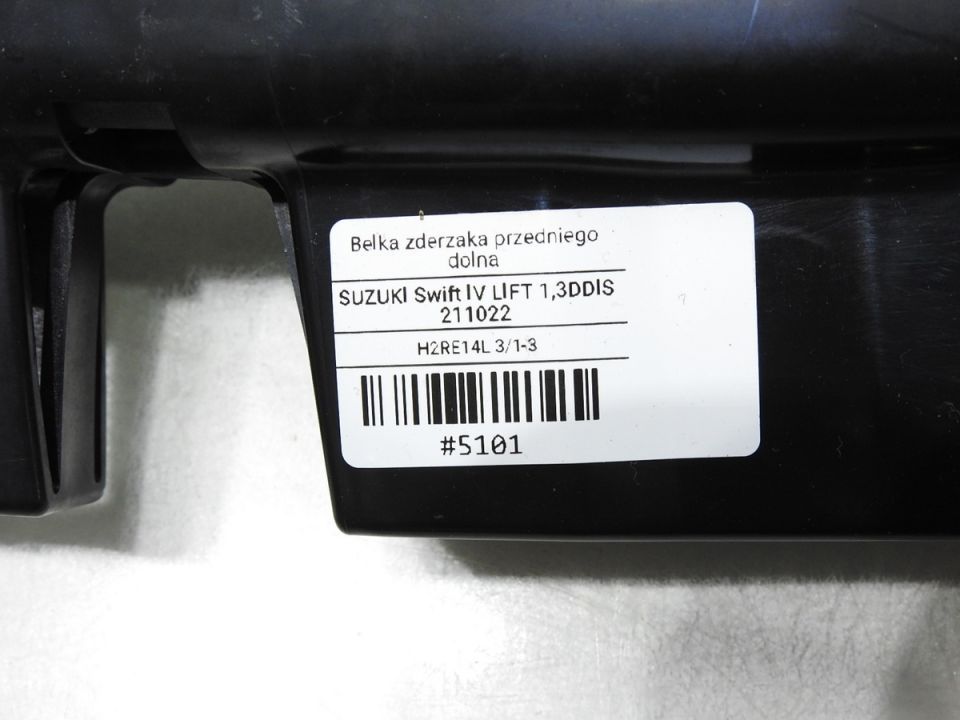 Belka zderzaka przedniego
dolna
SUZUKI Swift IV LIFT 1,3DDIS
211022
H2RE14L 3/1-3
#5101